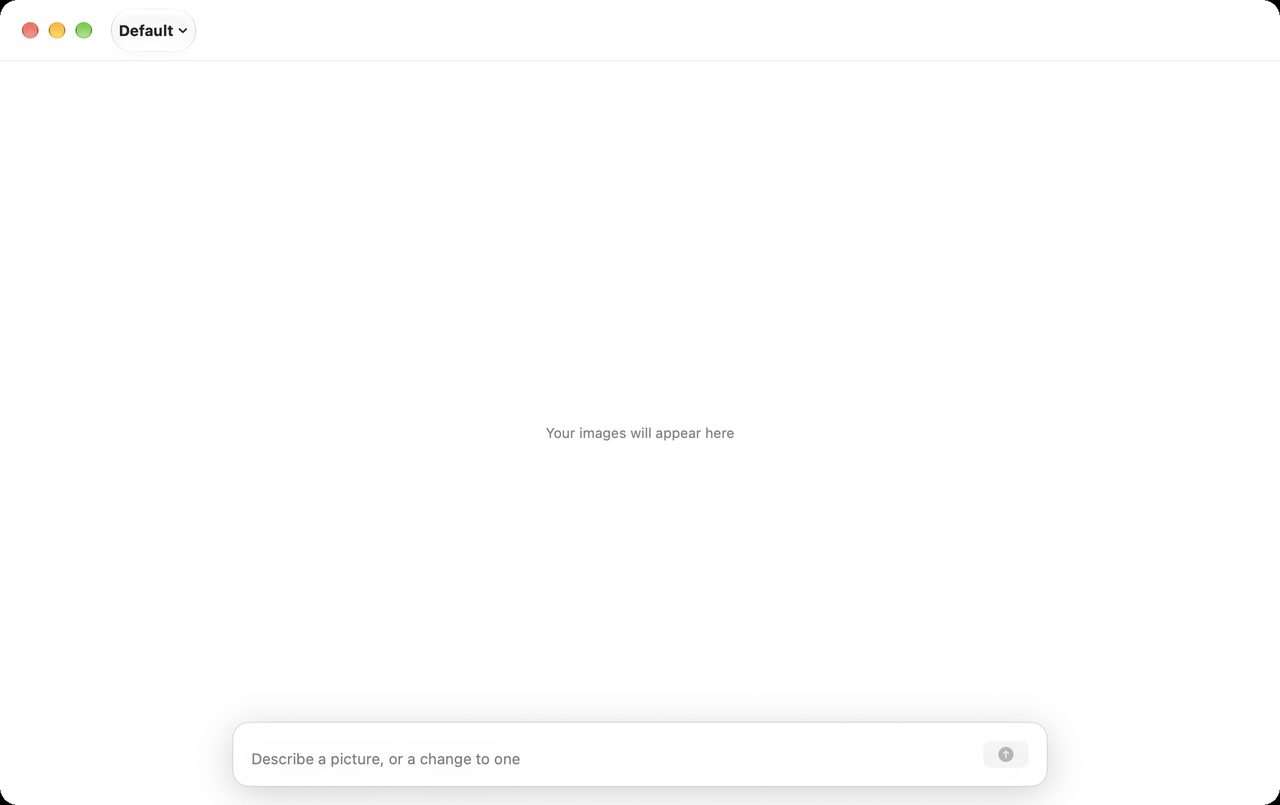 Default
Your images will appear here
Describe a picture, or a change to one